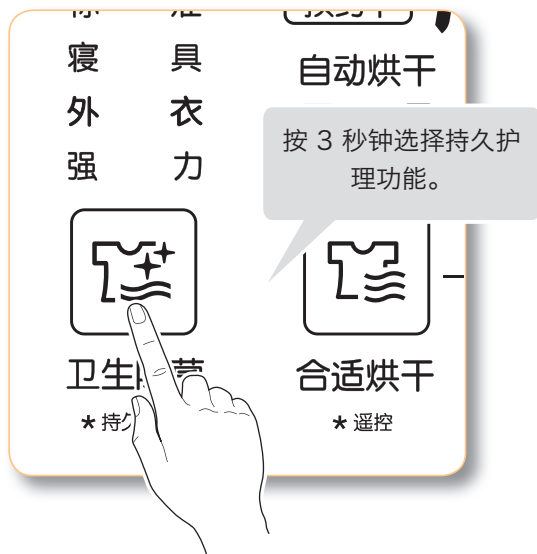 寝 具
自动烘干
外 衣
按 3 秒钟选择持久护
理功能。
强 力
卫生
合适烘干
* 持久
* 遥控